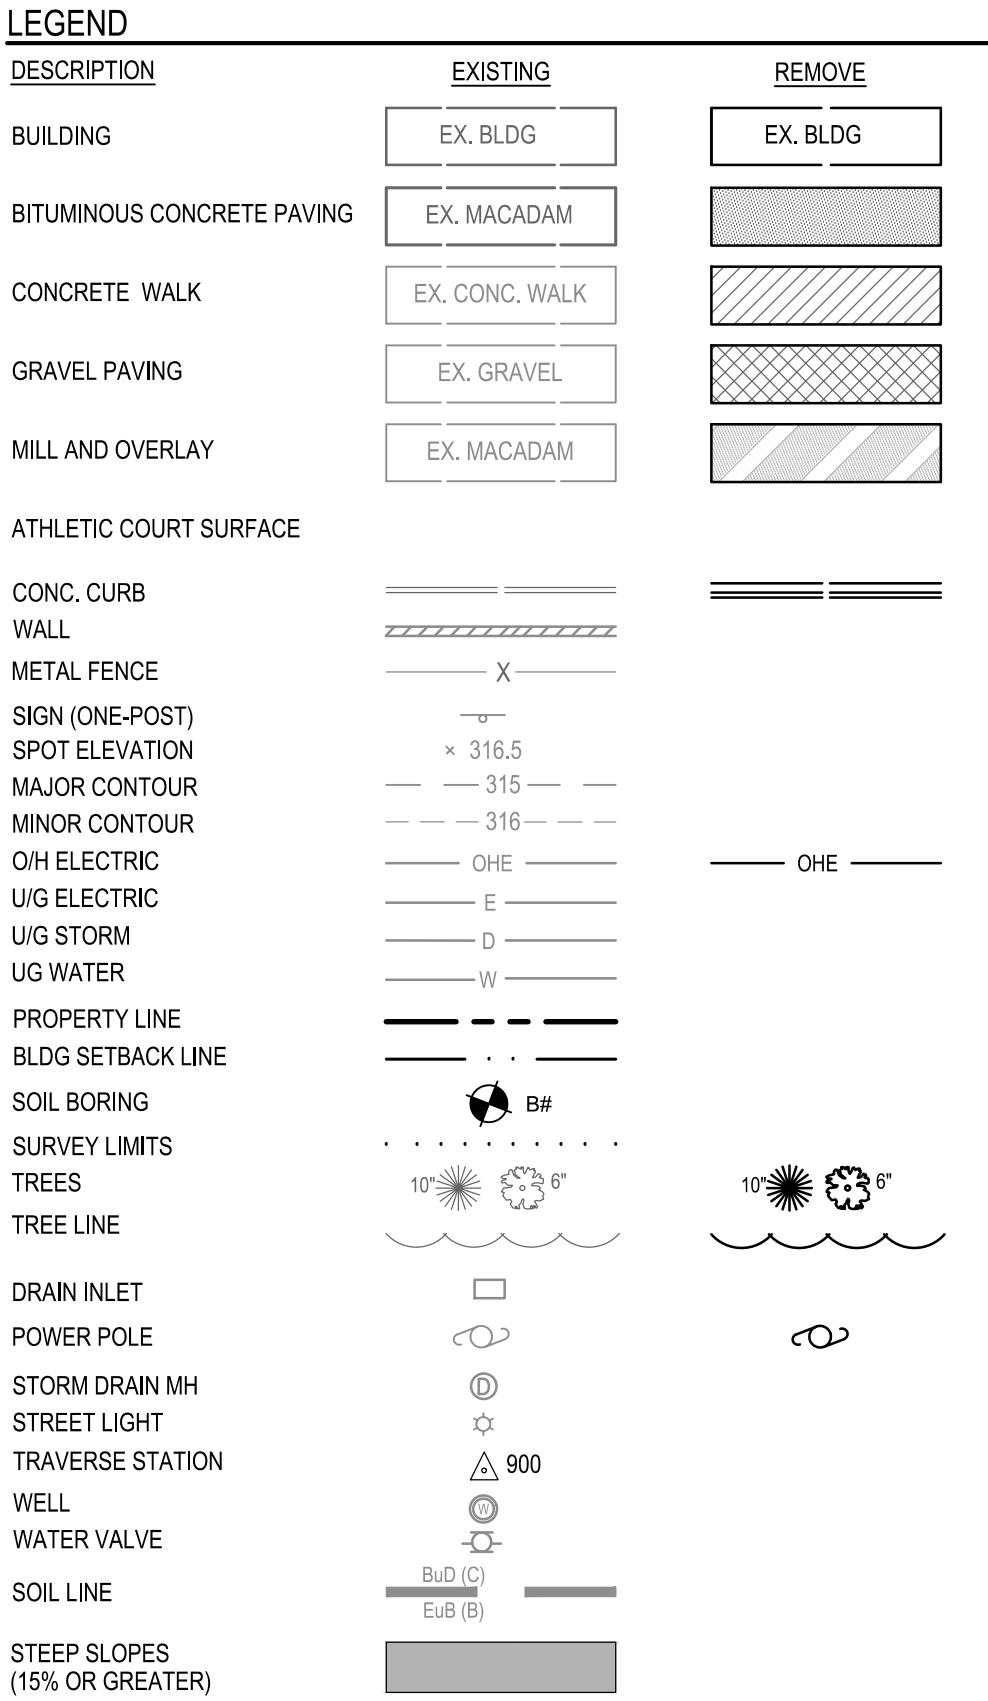 LEGEND
DESCRIPTION EXISTING REMOVE
BUILDING EX. BLDG EX. BLDG
BITUMINOUS CONCRETE PAVING EX. MACADAM
CONCRETE WALK EX. CONC. WALK
GRAVEL PAVING EX. GRAVEL
MILL AND OVERLAY EX. MACADAM
ATHLETIC COURT SURFACE
CONC. CURB
WALL
METAL FENCE X
SIGN (ONE-POST)
SPOT ELEVATION × 316.5
MAJOR CONTOUR 315
MINOR CONTOUR 316
O/H ELECTRIC OHE OHE
U/G ELECTRIC E
U/G STORM D
UG WATER W
PROPERTY LINE
BLDG SETBACK LINE
SOIL BORING B#
SURVEY LIMITS
TREES 10" 6" 10" 6"
TREE LINE
DRAIN INLET
POWER POLE
STORM DRAIN MH D
STREET LIGHT
TRAVERSE STATION 900
WELL W
WATER VALVE
BuD (C)
SOIL LINE
EuB (B)
STEEP SLOPES
(15% OR GREATER)